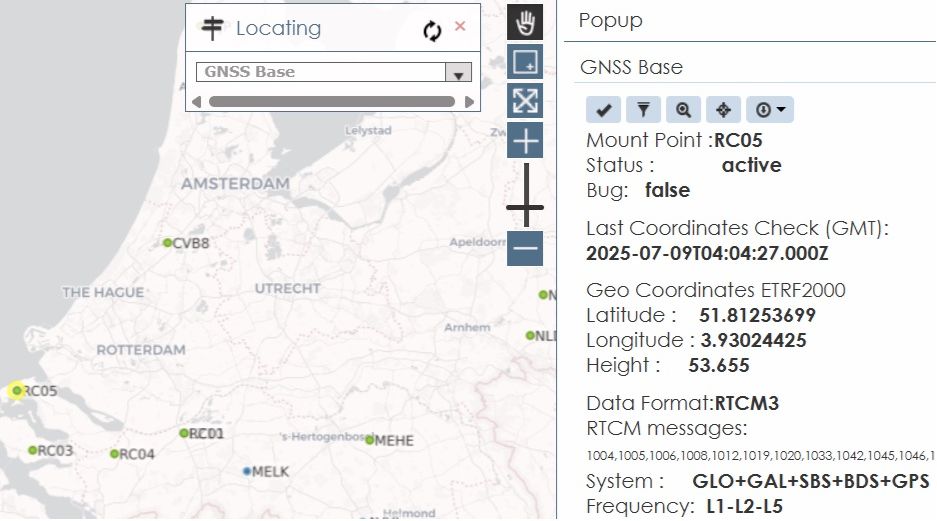 Locating
GNSS Base
Lelystad
AMSTERDAM
CVB8
Apeldoorn
THE HAGUE
UTRECHT
N
Arnhem
NLI
ROTTERDAM
RC05
RC01
's-Hertogenbosc
MEHE
RC03
RC04
MELK
Helmond
Popup
GNSS Base
Mount Point :RC05
Status : active
Bug: false
Last Coordinates Check (GMT):
2025-07-09T04:04:27.000Z
Geo Coordinates ETRF2000
Latitude : 51.81253699
Longitude : 3.93024425
Height : 53.655
Data Format:RTCM3
RTCM messages:
1004,1005,1006,1008,1012,1019,1020,1033,1042,1045,1046,1
System : GLO+GAL+SBS+BDS+GPS
Frequency: L1-L2-L5